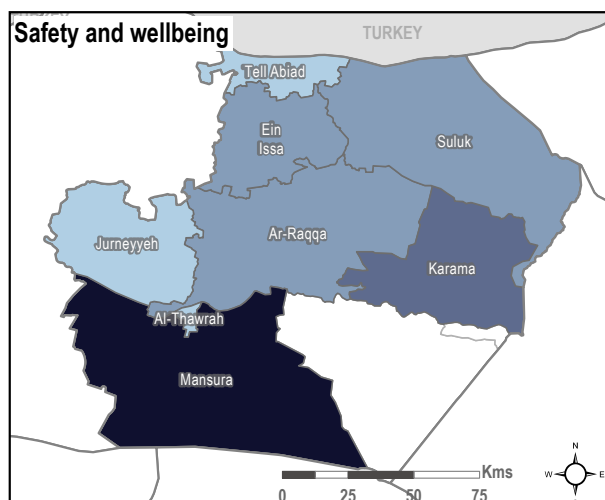 Safety and wellbeing
TURKEY
Tell Abiad
Ein
Issa
Suluk
Jurneyyeh
Ar-Raqqa
Karama
Al-Thawrah
Mansura
N
W
E
Kms
0 25 50 75